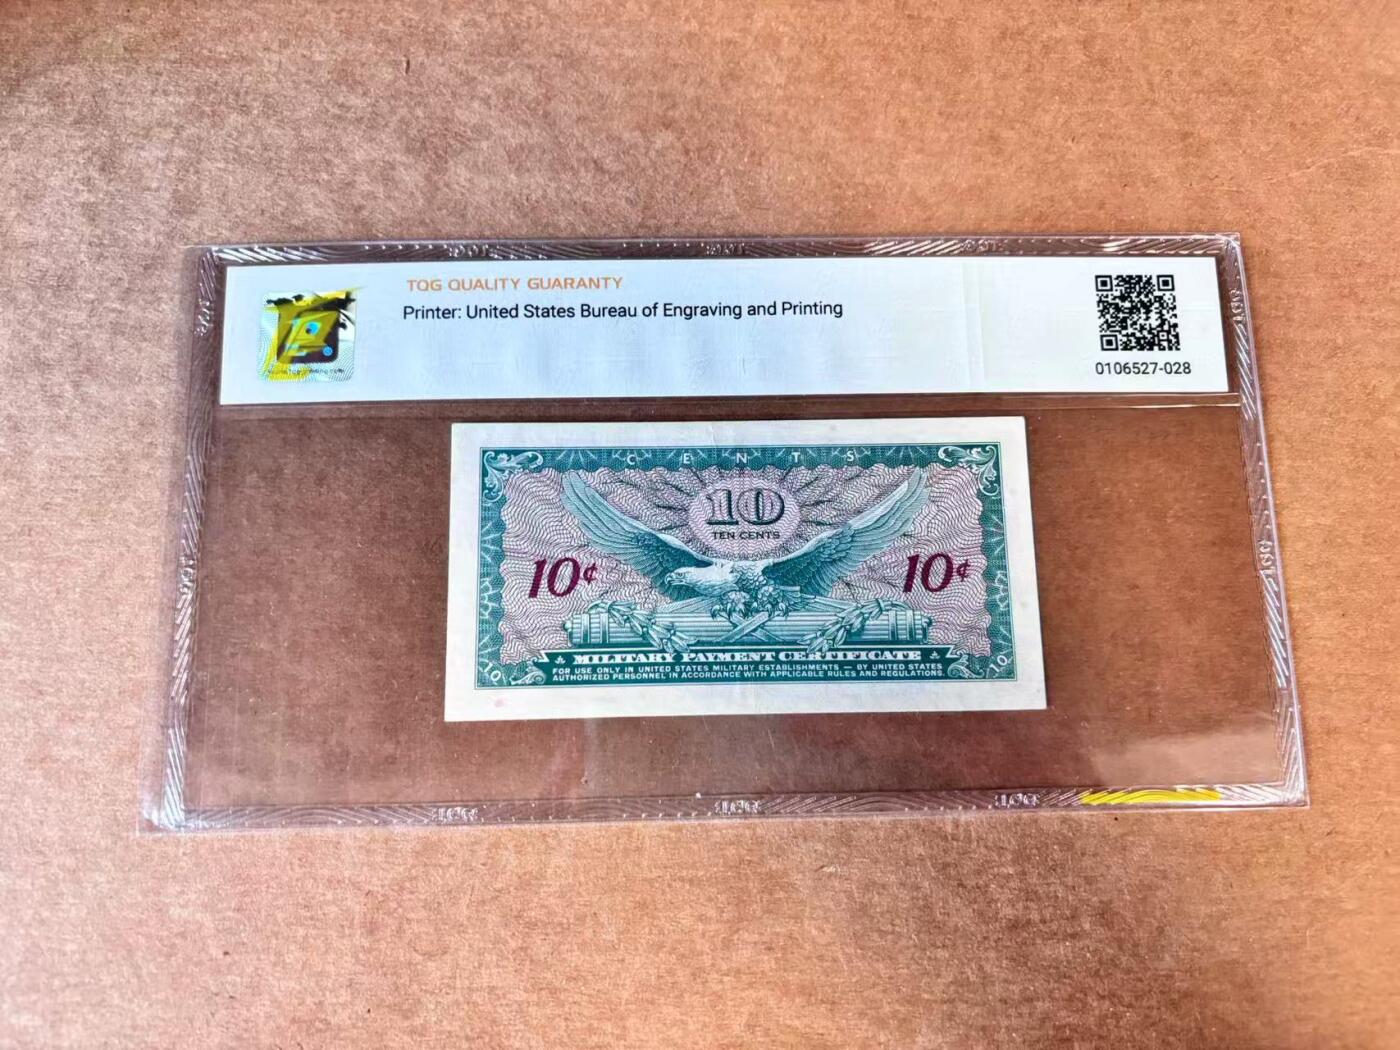 TQG QUALITY GUARANTY
Printer: United States Bureau of Engraving and Printing
0106527-028
CENTS
10
TEN CENTS
10¢ 10¢
MILITARY PAYMENT CERTIFICATE
FOR USE ONLY IN UNITED STATES MILITARY ESTABLISHMENTS — BY UNITED STATES
AUTHORIZED PERSONNEL IN ACCORDANCE WITH APPLICABLE RULES AND REGULATIONS.
10 10